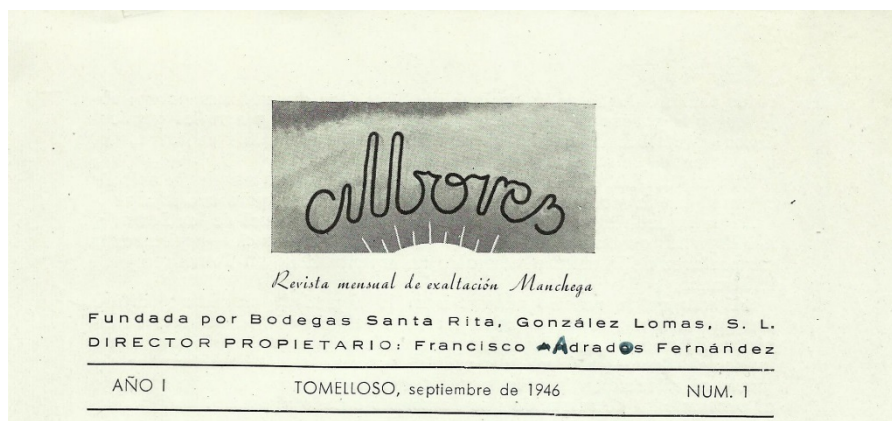 albores
Revista mensual de exaltación Manchega
Fundada por Bodegas Santa Rita, González Lomas, S. L.
DIRECTOR PROPIETARIO: Francisco Adrados Fernández
AÑO I TOMELLOSO, septiembre de 1946 NUM. 1